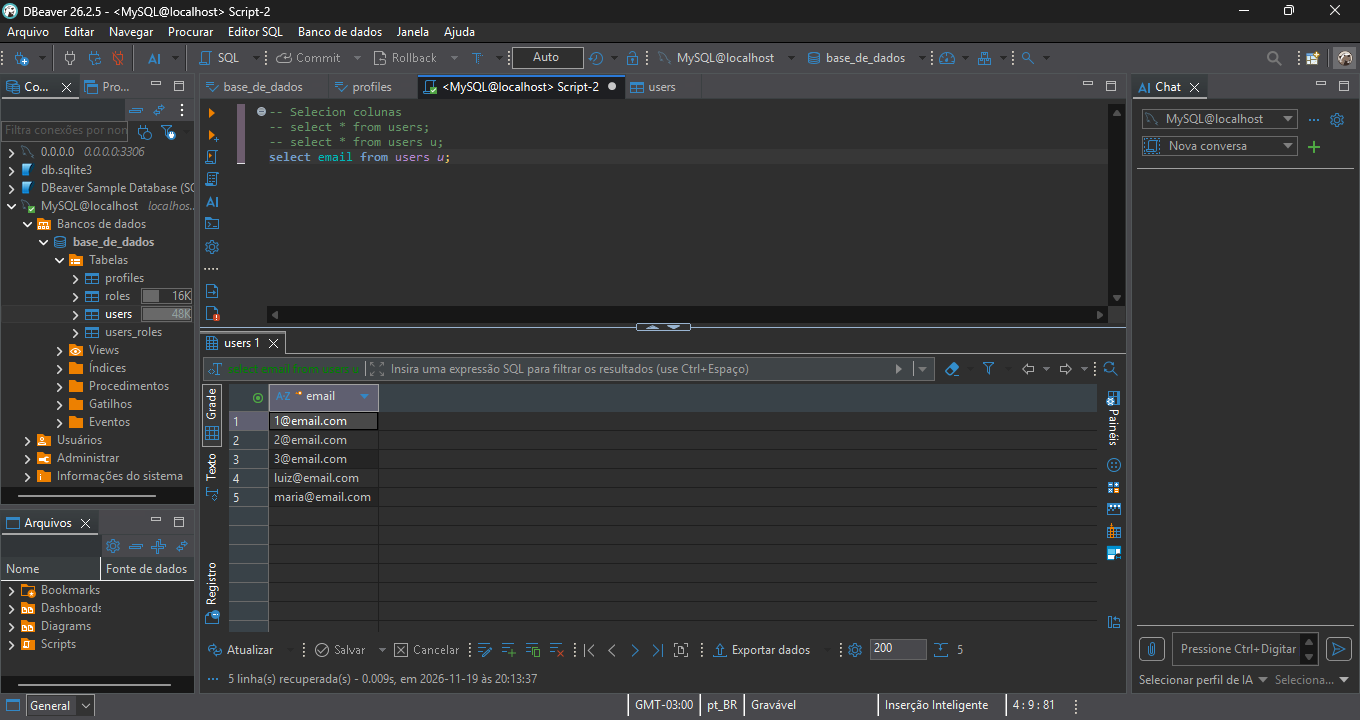 DBeaver 26.2.5 - <MySQL@localhost> Script-2
Arquivo Editar Navegar Procurar Editor SQL Banco de dados Janela Ajuda
AI SQL Commit Rollback T Auto MySQL@localhost base_de_dados
Co... Pro...
Filtra conexões por nom
0.0.0.0 0.0.0.0:3306
db.sqlite3
DBeaver Sample Database (SQ
MySQL@localhost localhos...
Bancos de dados
base_de_dados
Tabelas
profiles
roles 16K
users 48K
users_roles
Views
Índices
Procedimentos
Gatilhos
Eventos
Usuários
Administrar
Informações do sistema
Arquivos
Nome Fonte de dados
Bookmarks
Dashboards
Diagrams
Scripts
General
base_de_dados profiles <MySQL@localhost> Script-2 users
AI
-- Selecion colunas
-- select * from users;
-- select * from users u;
select email from users u;
users 1
select email from users u Insira uma expressão SQL para filtrar os resultados (use Ctrl+Espaço)
Grade
Texto
Registro
A-Z email
1 1@email.com
2 2@email.com
3 3@email.com
4 luiz@email.com
5 maria@email.com
Painéis
Atualizar Salvar Cancelar Exportar dados 200 5
5 linha(s) recuperada(s) - 0.009s, em 2026-11-19 às 20:13:37
AI Chat
MySQL@localhost
Nova conversa
Pressione Ctrl+Digitar
Selecionar perfil de IA Seleciona...
GMT-03:00 pt_BR Gravável Inserção Inteligente 4 : 9 : 81